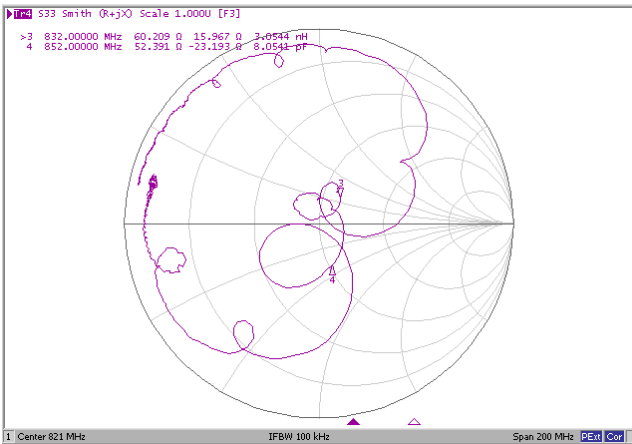 Tr4 S33 Smith (R+jX) Scale 1.000U [F3]
>3 832.00000 MHz 60.209 Ω 15.967 Ω 3.0544 nH
4 852.00000 MHz 52.391 Ω -23.193 Ω 8.0541 pF
3
4
1 Center 821 MHz IFBW 100 kHz Span 200 MHz PExt Cor